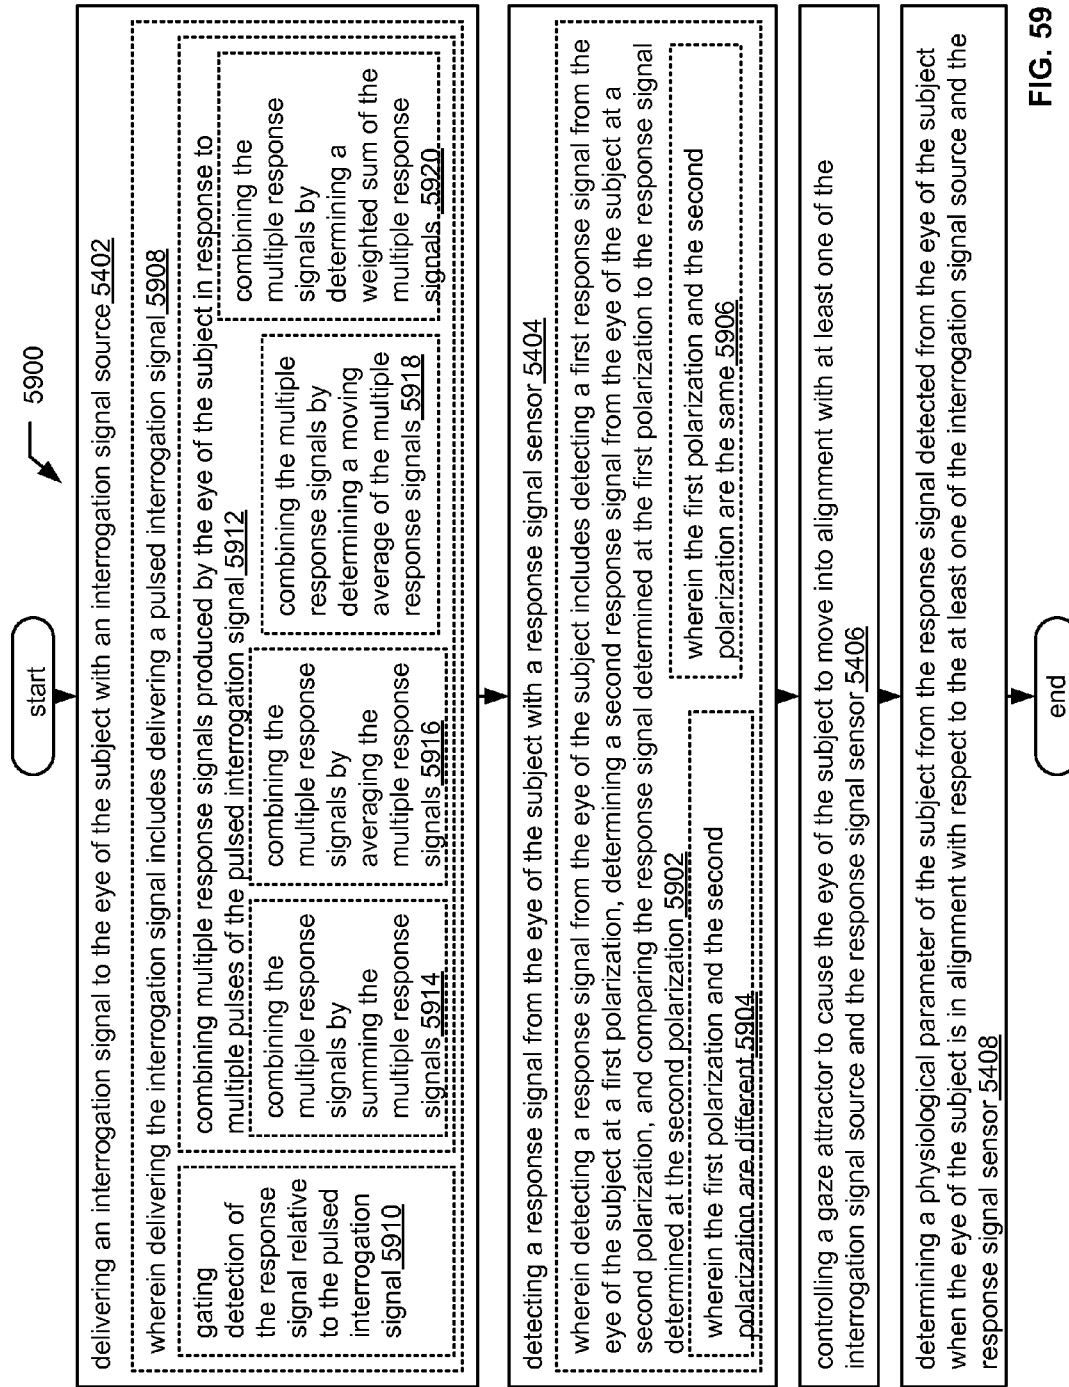 5900
start
delivering an interrogation signal to the eye of the subject with an interrogation signal source 5402
wherein delivering the interrogation signal includes delivering a pulsed interrogation signal 5908
gating
detection of
the response
signal relative
to the pulsed
interrogation
signal 5910
combining multiple response signals produced by the eye of the subject in response to
multiple pulses of the pulsed interrogation signal 5912
combining the
multiple response
signals by
summing the
multiple response
signals 5914
combining the
multiple response
signals by
averaging the
multiple response
signals 5916
combining the multiple
response signals by
determining a moving
average of the multiple
response signals 5918
combining the
multiple response
signals by
determining a
weighted sum of the
multiple response
signals 5920
detecting a response signal from the eye of the subject with a response signal sensor 5404
wherein detecting a response signal from the eye of the subject includes detecting a first response signal from the
eye of the subject at a first polarization, determining a second response signal from the eye of the subject at a
second polarization, and comparing the response signal determined at the first polarization to the response signal
determined at the second polarization 5902
wherein the first polarization and the second
polarization are different 5904
wherein the first polarization and the second
polarization are the same 5906
controlling a gaze attractor to cause the eye of the subject to move into alignment with at least one of the
interrogation signal source and the response signal sensor 5406
determining a physiological parameter of the subject from the response signal detected from the eye of the subject
when the eye of the subject is in alignment with respect to the at least one of the interrogation signal source and the
response signal sensor 5408
end
FIG. 59